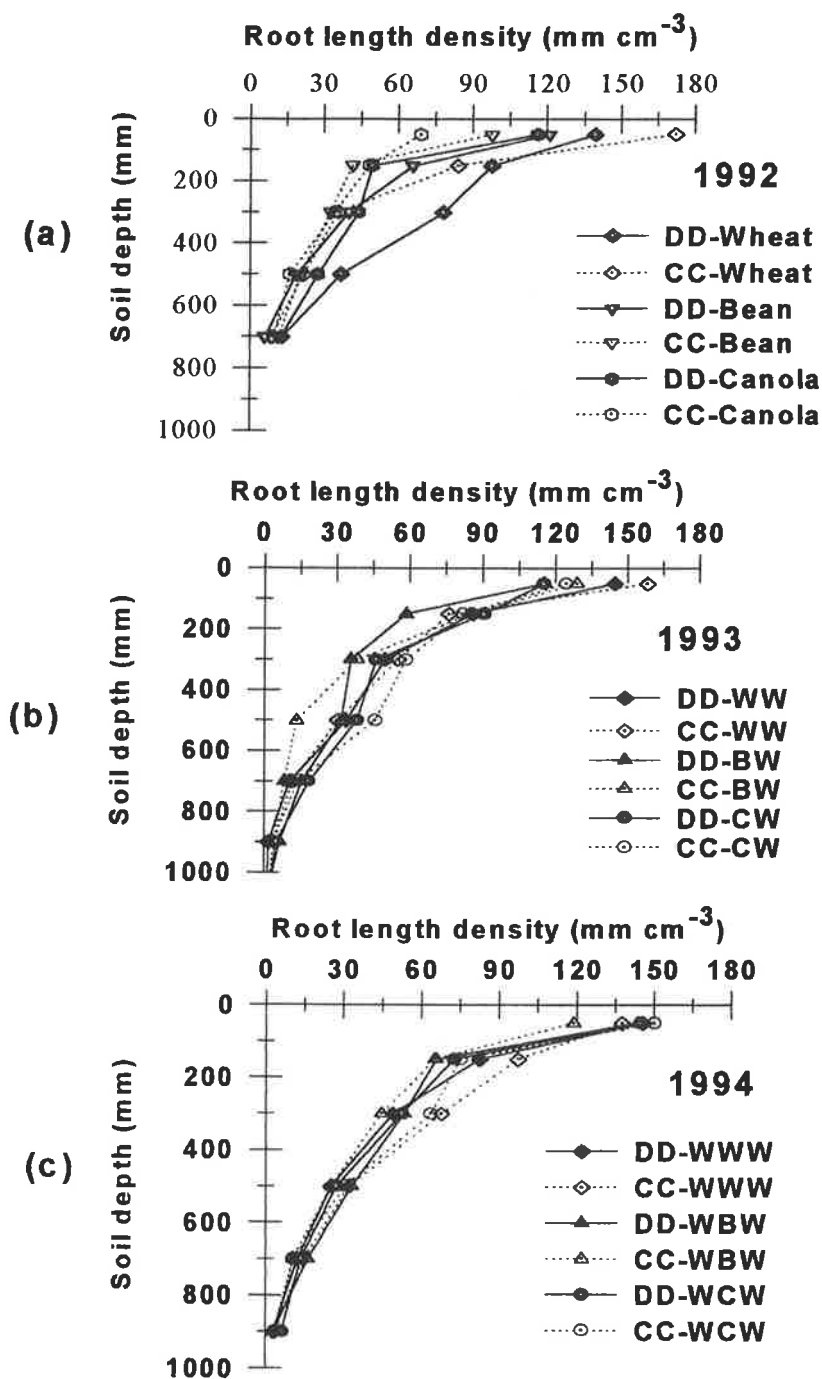 Root length density (mm cm⁻³)
0 30 60 90 120 150 180
0
200
400
600
800
1000
Soil depth (mm)
(a)
1992
DD-Wheat
CC-Wheat
DD-Bean
CC-Bean
DD-Canola
CC-Canola
Root length density (mm cm⁻³)
0 30 60 90 120 150 180
0
200
400
600
800
1000
Soil depth (mm)
(b)
1993
DD-WW
CC-WW
DD-BW
CC-BW
DD-CW
CC-CW
Root length density (mm cm⁻³)
0 30 60 90 120 150 180
0
200
400
600
800
1000
Soil depth (mm)
(c)
1994
DD-WWW
CC-WWW
DD-WBW
CC-WBW
DD-WCW
CC-WCW